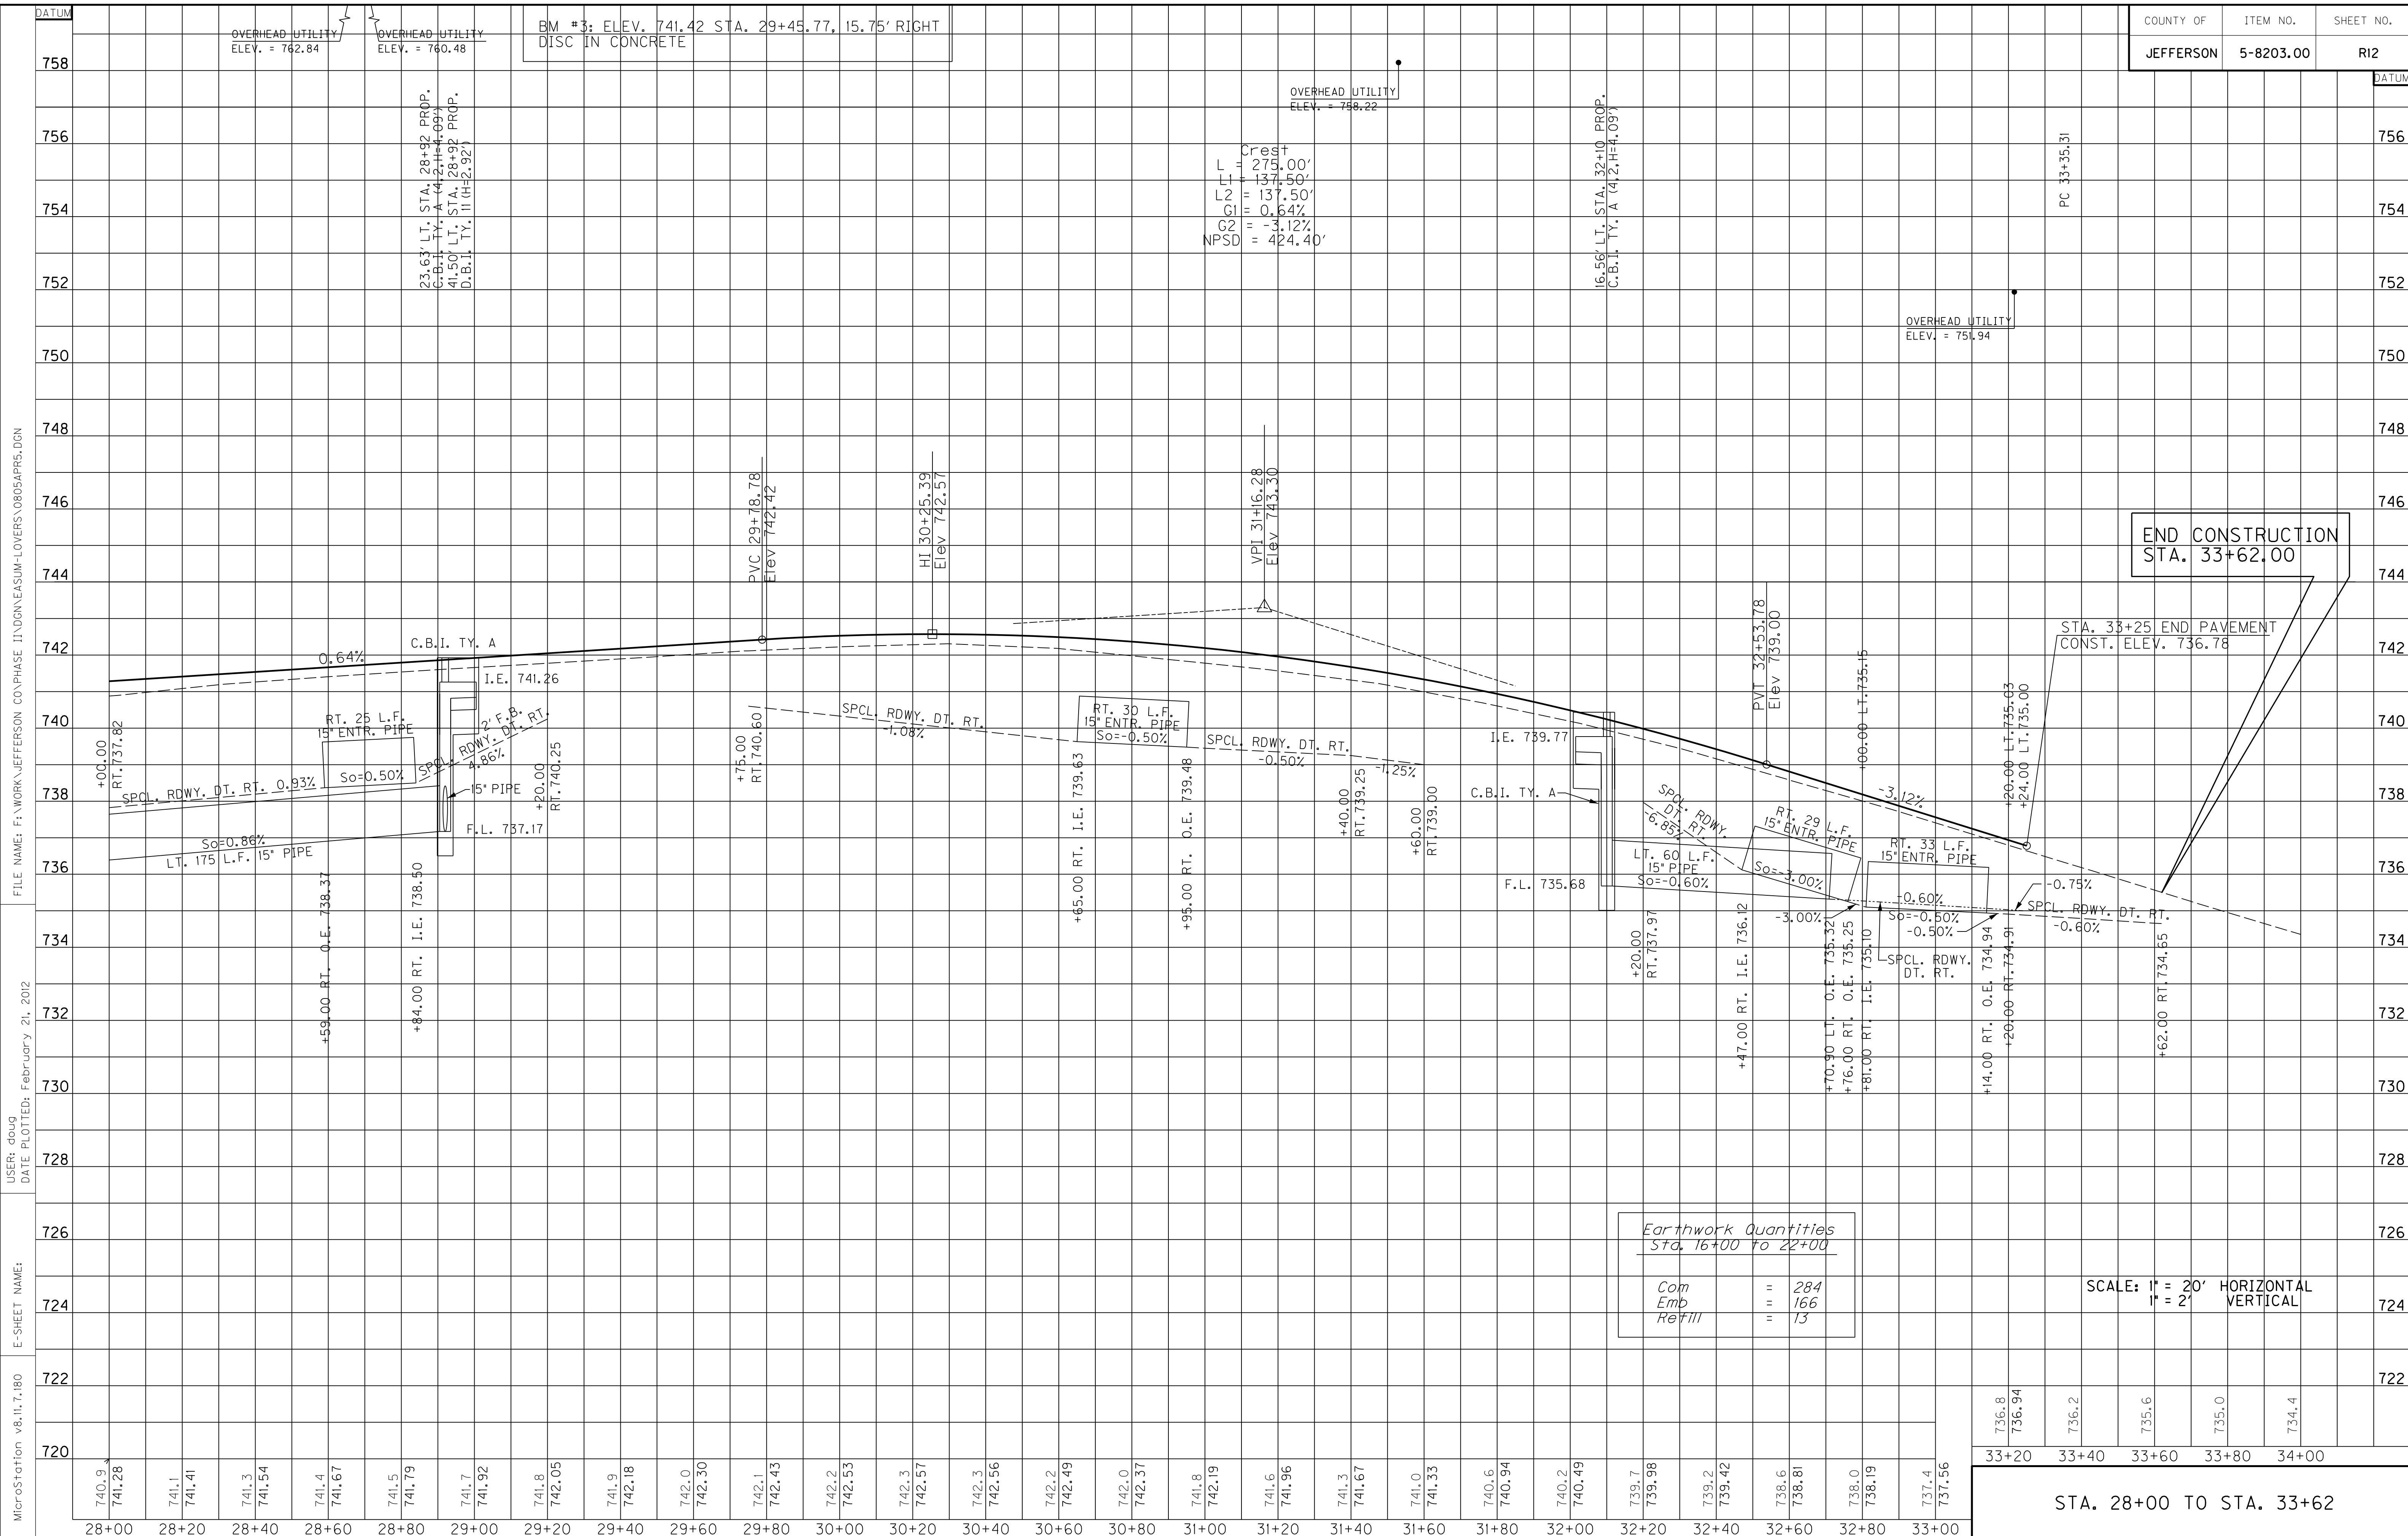 DATUM
OVERHEAD UTILITY
ELEV. = 762.84
OVERHEAD UTILITY
ELEV. = 760.48
BM #3: ELEV. 741.42 STA. 29+45.77, 15.75' RIGHT
DISC IN CONCRETE
COUNTY OF
ITEM NO.
SHEET NO.
JEFFERSON
5-8203.00
R12
DATUM
758
756
754
752
750
748
746
744
742
740
738
736
734
732
730
728
726
724
722
720
756
754
752
750
748
746
744
742
740
738
736
734
732
730
728
726
724
722
23.63' LT. STA. 28+92 PROP.
C.B.I. TY. A (4,2,H=4.09')
41.50' LT. STA. 28+92 PROP.
D.B.I. TY. 11 (H=2.92')
OVERHEAD UTILITY
ELEV. = 758.22
Crest
L = 275.00'
L1 = 137.50'
L2 = 137.50'
G1 = 0.64%
G2 = -3.12%
NPSD = 424.40'
16.56' LT. STA. 32+10 PROP.
C.B.I. TY. A (4,2,H=4.09')
PC 33+35.31
OVERHEAD UTILITY
ELEV. = 751.94
PVC 29+78.78
Elev 742.42
HI 30+25.39
Elev 742.57
VPI 31+16.28
Elev 743.30
PVT 32+53.78
Elev 739.00
END CONSTRUCTION
STA. 33+62.00
STA. 33+25 END PAVEMENT
CONST. ELEV. 736.78
0.64%
C.B.I. TY. A
I.E. 741.26
+00.00
RT.737.82
RT. 25 L.F.
15" ENTR. PIPE
So=0.50%
SPCL. RDWY. DT. RT. 0.93%
2' F.B.
SPCL. RDWY. DT. RT.
4.86%
15" PIPE
F.L. 737.17
So=0.86%
LT. 175 L.F. 15" PIPE
+59.00 RT. O.E. 738.37
+84.00 RT. I.E. 738.50
+20.00
RT.740.25
+75.00
RT.740.60
SPCL. RDWY. DT. RT.
-1.08%
RT. 30 L.F.
15" ENTR. PIPE
So=-0.50%
SPCL. RDWY. DT. RT.
-0.50%
-1.25%
+65.00 RT. I.E. 739.63
+95.00 RT. O.E. 739.48
+40.00
RT.739.25
+60.00
RT.739.00
I.E. 739.77
C.B.I. TY. A
F.L. 735.68
SPCL. RDWY.
DT. RT.
-6.85%
LT. 60 L.F.
15" PIPE
So=-0.60%
RT. 29 L.F.
15" ENTR. PIPE
So=-3.00%
RT. 33 L.F.
15" ENTR. PIPE
-0.60%
So=-0.50%
-0.50%
-3.00%
-3.12%
-0.75%
SPCL. RDWY. DT. RT.
-0.60%
SPCL. RDWY.
DT. RT.
+00.00 LT.735.15
+20.00 LT.735.03
+24.00 LT.735.00
+20.00
RT.737.97
+47.00 RT. I.E. 736.12
+70.90 LT. O.E. 735.32
+76.00 RT. O.E. 735.25
+81.00 RT. I.E. 735.10
+14.00 RT. O.E. 734.94
+20.00 RT.734.91
+62.00 RT.734.65
Earthwork Quantities
Sta. 16+00 to 22+00
Com = 284
Emb = 166
Refill = 13
SCALE: 1" = 20' HORIZONTAL
1" = 2' VERTICAL
740.9 741.28
741.1 741.41
741.3 741.54
741.4 741.67
741.5 741.79
741.7 741.92
741.8 742.05
741.9 742.18
742.0 742.30
742.1 742.43
742.2 742.53
742.3 742.57
742.3 742.56
742.2 742.49
742.0 742.37
741.8 742.19
741.6 741.96
741.3 741.67
741.0 741.33
740.6 740.94
740.2 740.49
739.7 739.98
739.2 739.42
738.6 738.81
738.0 738.19
737.4 737.56
736.8 736.94
736.2
735.6
735.0
734.4
33+20 33+40 33+60 33+80 34+00
28+00 28+20 28+40 28+60 28+80 29+00 29+20 29+40 29+60 29+80 30+00 30+20 30+40 30+60 30+80 31+00 31+20 31+40 31+60 31+80 32+00 32+20 32+40 32+60 32+80 33+00
STA. 28+00 TO STA. 33+62
FILE NAME: F:\WORK\JEFFERSON CO\PHASE II\DGN\EASUM-LOVERS\0805APR5.DGN
USER: doug
DATE PLOTTED: February 21, 2012
E-SHEET NAME:
MicroStation v8.11.7.180